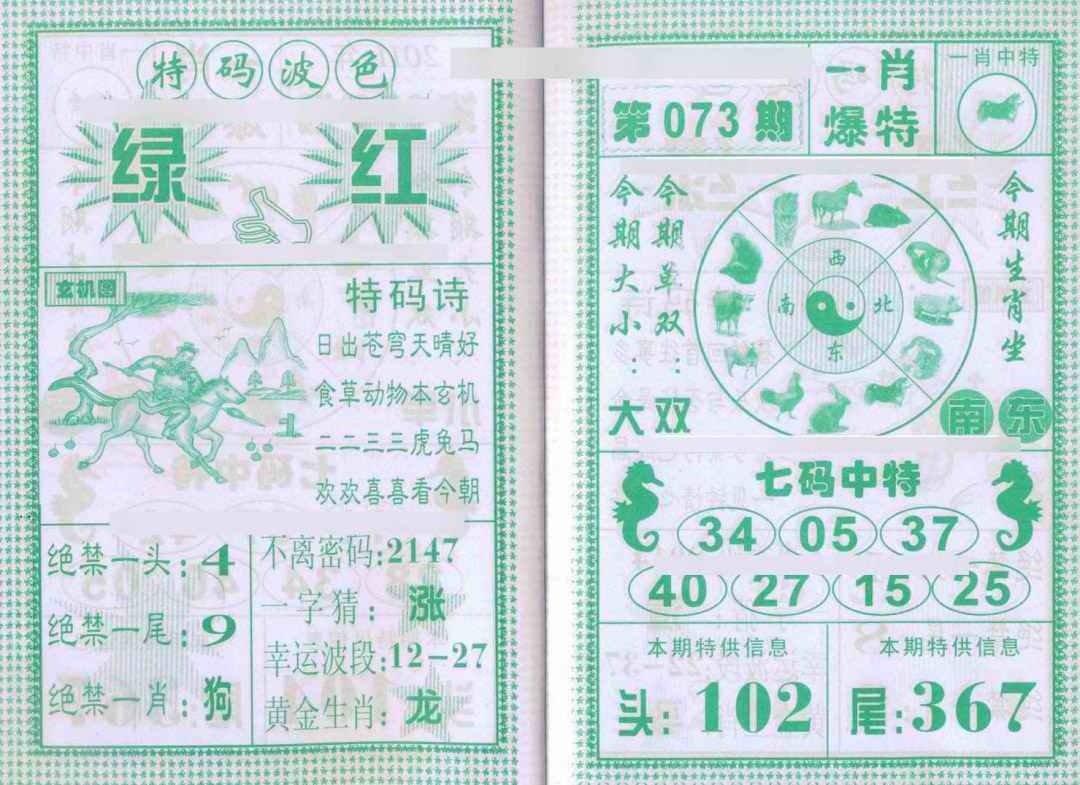 特码波色
绿 红
玄机图
特码诗
日出苍穹天晴好
食草动物本玄机
二二三三虎兔马
欢欢喜喜看今朝
绝禁一头:4
绝禁一尾:9
绝禁一肖:狗
不离密码:2147
一字猜:涨
幸运波段:12-27
黄金生肖:龙
第073期
一肖
爆特
一肖中特
今期大小:大
今期单双:双
西
南 北
东
今期生肖坐
南东
七码中特
34 05 37
40 27 15 25
本期特供信息
头:102
本期特供信息
尾:367